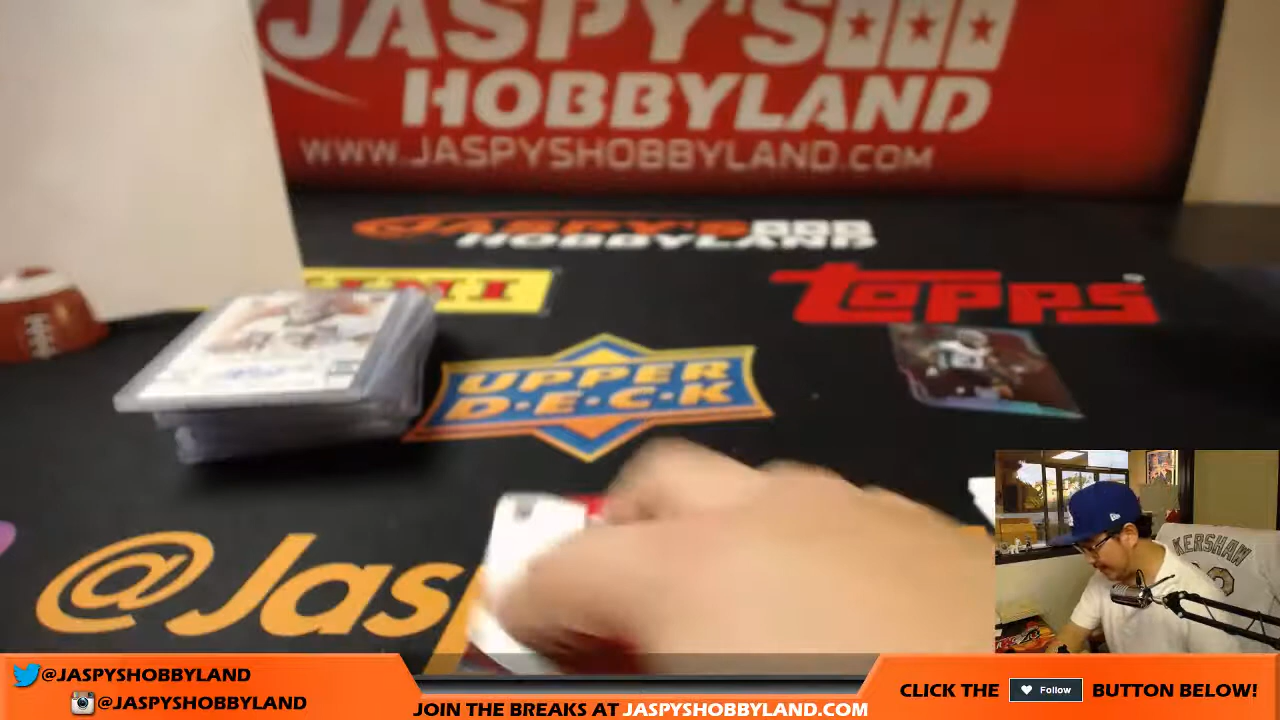 JASPY'S
HOBBYLAND
WWW.JASPYSHOBBYLAND.COM
JASPY'S
HOBBYLAND
TOPPS
UPPER
D·E·C·K
@Jas
KERSHAW
@JASPYSHOBBYLAND
@JASPYSHOBBYLAND
CLICK THE Follow BUTTON BELOW!
JOIN THE BREAKS AT JASPYSHOBBYLAND.COM